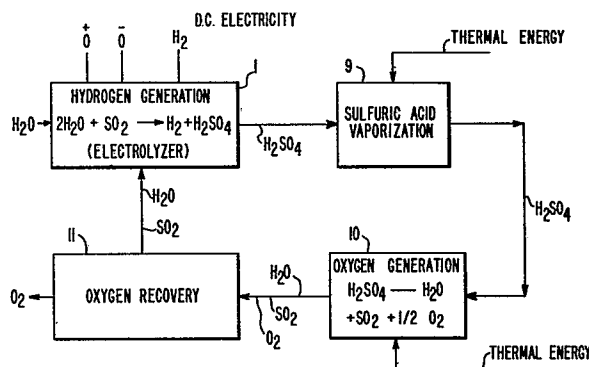 D.C. ELECTRICITY
+
0
-
0
H2
1
HYDROGEN GENERATION
H2O
2H2O + SO2 → H2 + H2SO4
(ELECTROLYZER)
H2SO4
THERMAL ENERGY
9
SULFURIC ACID
VAPORIZATION
H2SO4
H2O
SO2
11
OXYGEN RECOVERY
O2
H2O
SO2
O2
10
OXYGEN GENERATION
H2SO4 — H2O
+SO2 +1/2 O2
THERMAL ENERGY